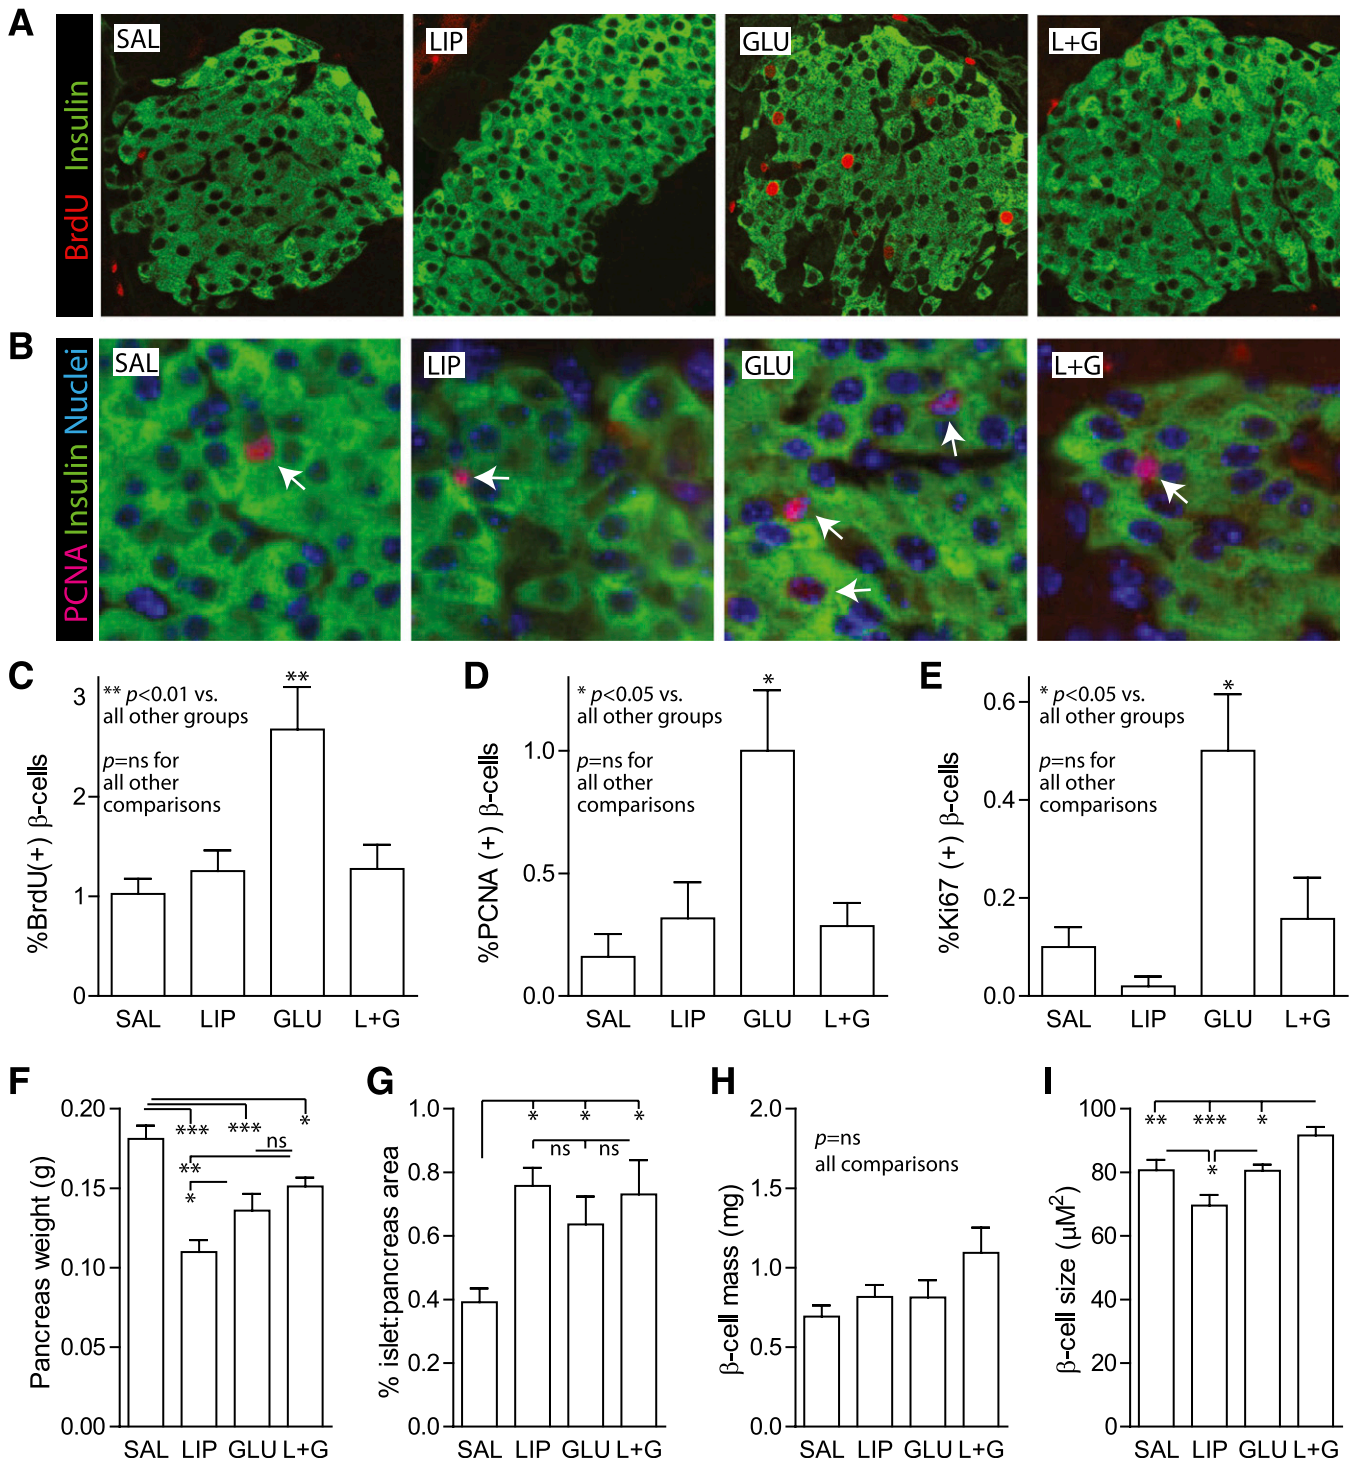 A
BrdU Insulin
SAL
LIP
GLU
L+G
B
PCNA Insulin Nuclei
SAL
LIP
GLU
L+G
C
%BrdU(+) β-cells
3
2
1
0
** p<0.01 vs.
all other groups
p=ns for
all other
comparisons
**
SAL LIP GLU L+G
D
%PCNA (+) β-cells
1.0
0.5
0.0
* p<0.05 vs.
all other groups
p=ns for
all other
comparisons
*
SAL LIP GLU L+G
E
%Ki67 (+) β-cells
0.6
0.4
0.2
0.0
* p<0.05 vs.
all other groups
p=ns for
all other
comparisons
*
SAL LIP GLU L+G
F
Pancreas weight (g)
0.20
0.15
0.10
0.05
0.00
*** *** *
ns
**
*
SAL LIP GLU L+G
G
% islet:pancreas area
1.0
0.8
0.6
0.4
0.2
0.0
* * *
ns ns
SAL LIP GLU L+G
H
β-cell mass (mg)
2.0
1.5
1.0
0.5
0.0
p=ns
all comparisons
SAL LIP GLU L+G
I
β-cell size (µM2)
100
80
60
40
20
0
** *** *
*
SAL LIP GLU L+G